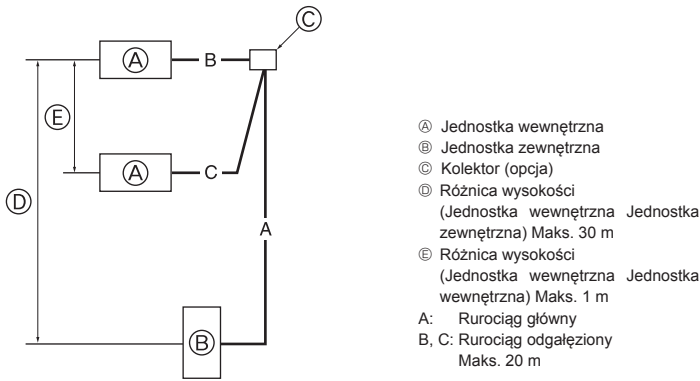 Ⓒ
Ⓐ B
Ⓔ
Ⓐ C
Ⓓ
A
Ⓑ
Ⓐ Jednostka wewnętrzna
Ⓑ Jednostka zewnętrzna
Ⓒ Kolektor (opcja)
Ⓓ Różnica wysokości
(Jednostka wewnętrzna Jednostka
zewnętrzna) Maks. 30 m
Ⓔ Różnica wysokości
(Jednostka wewnętrzna Jednostka
wewnętrzna) Maks. 1 m
A: Rurociąg główny
B, C: Rurociąg odgałęziony
Maks. 20 m